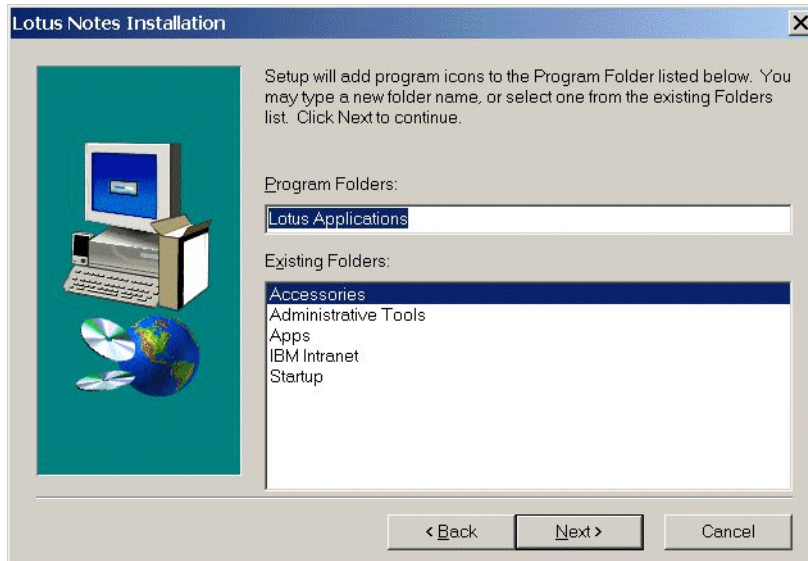 Lotus Notes Installation
Setup will add program icons to the Program Folder listed below. You
may type a new folder name, or select one from the existing Folders
list. Click Next to continue.
Program Folders:
Lotus Applications
Existing Folders:
Accessories
Administrative Tools
Apps
IBM Intranet
Startup
< Back Next > Cancel